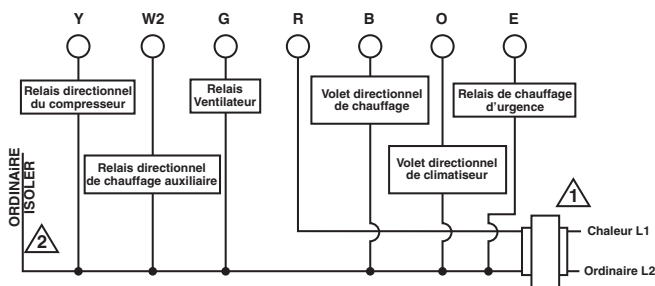 Y W2 G R B O E
Relais directionnel
du compresseur
Relais
Ventilateur
Volet directionnel
de chauffage
Relais de chauffage
d'urgence
Relais directionnel
de chauffage auxiliaire
Volet directionnel
de climatiseur
ORDINAIRE
ISOLER
2
1
Chaleur L1
Ordinaire L2